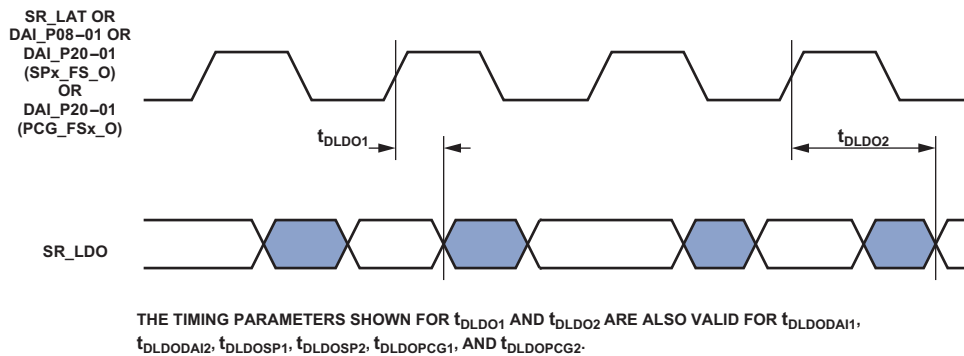 SR_LAT OR
DAI_P08–01 OR
DAI_P20–01
(SPx_FS_O)
OR
DAI_P20–01
(PCG_FSx_O)
tDLDO1
tDLDO2
SR_LDO
THE TIMING PARAMETERS SHOWN FOR tDLDO1 AND tDLDO2 ARE ALSO VALID FOR tDLDODAI1,
tDLDODAI2, tDLDOSP1, tDLDOSP2, tDLDOPCG1, AND tDLDOPCG2.